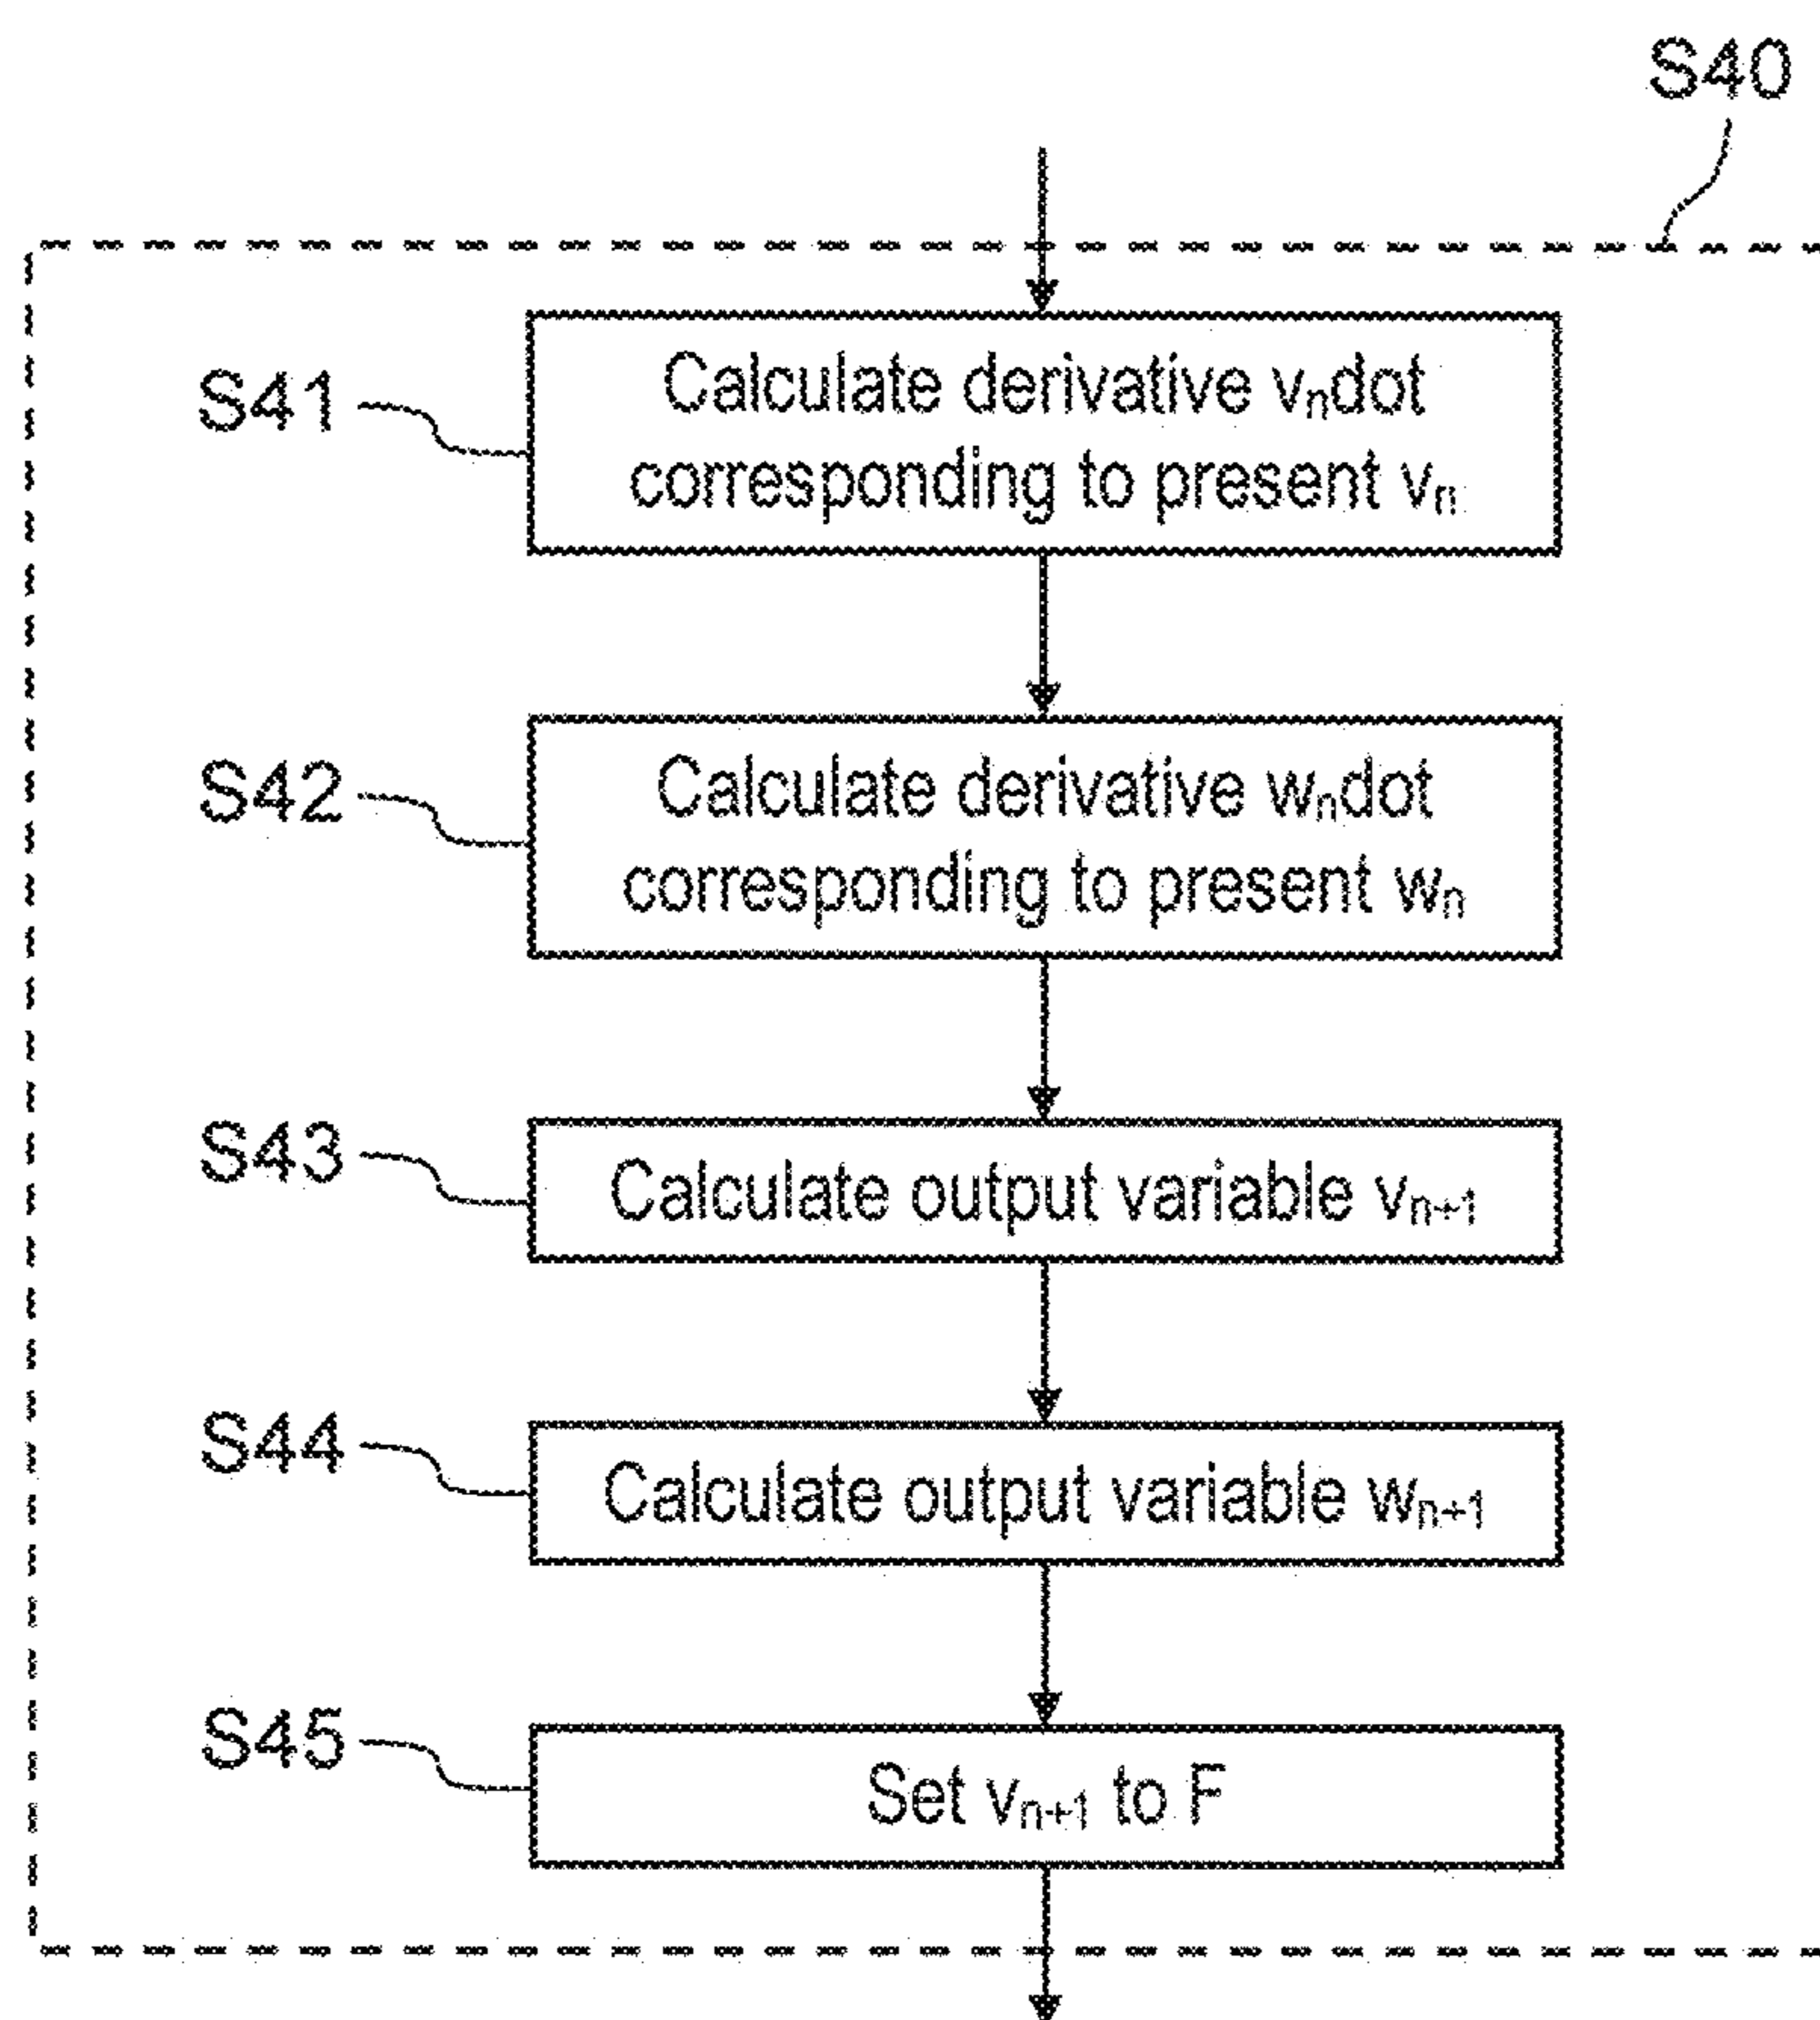 S40
S41
Calculate derivative vₙdot
corresponding to present vₙ
S42
Calculate derivative wₙdot
corresponding to present wₙ
S43
Calculate output variable vₙ₊₁
S44
Calculate output variable wₙ₊₁
S45
Set vₙ₊₁ to F